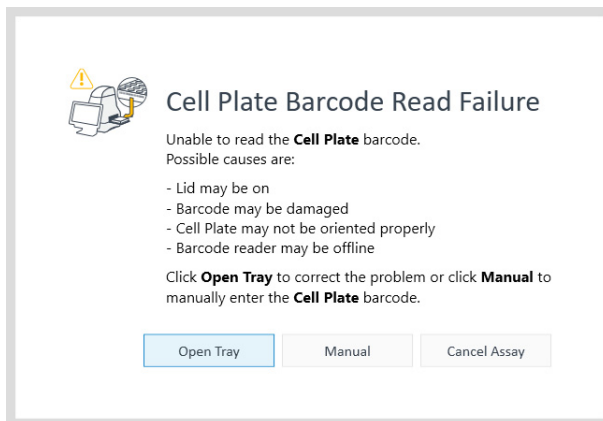 Cell Plate Barcode Read Failure
Unable to read the Cell Plate barcode.
Possible causes are:
- Lid may be on
- Barcode may be damaged
- Cell Plate may not be oriented properly
- Barcode reader may be offline
Click Open Tray to correct the problem or click Manual to
manually enter the Cell Plate barcode.
Open Tray
Manual
Cancel Assay